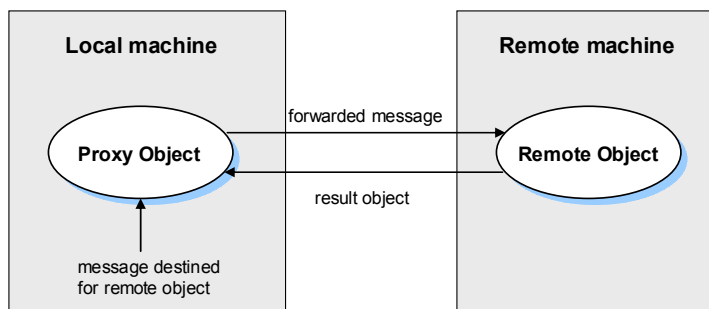 Local machine
Remote machine
forwarded message
Proxy Object
Remote Object
result object
message destined
for remote object